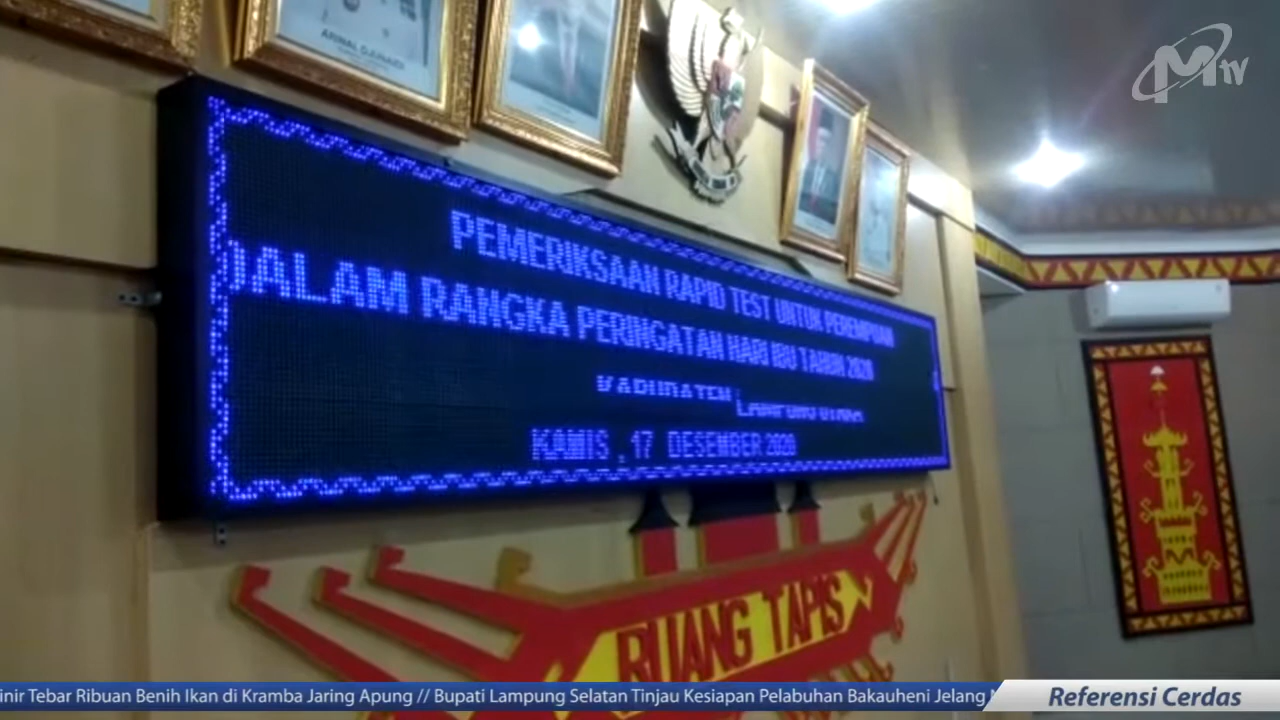 MTV
ARINAL DJUNAIDI
PEMERIKSAAN RAPID TEST UNTUK PEREMPUAN
DALAM RANGKA PERINGATAN HARI IBU TAHUN 2020
KABUPATEN LAMPUNG UTARA
KAMIS , 17 DESEMBER 2020
RUANG TAPIS
inir Tebar Ribuan Benih Ikan di Kramba Jaring Apung // Bupati Lampung Selatan Tinjau Kesiapan Pelabuhan Bakauheni Jelang
Referensi Cerdas